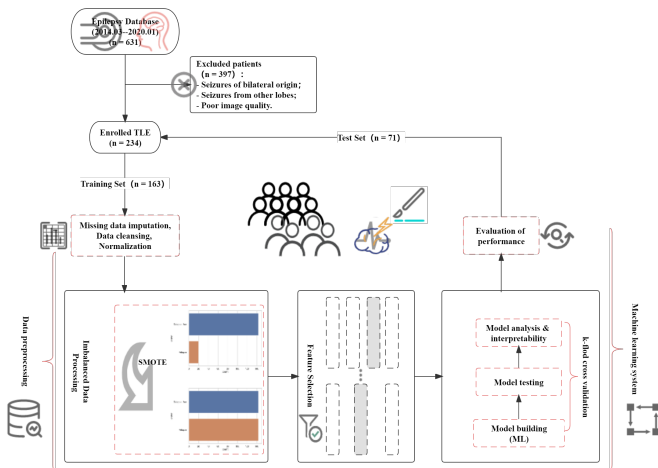 Epilepsy Database
(2014.03--2020.01)
(n = 631)
Excluded patients
（n = 397）:
- Seizures of bilateral origin;
- Seizures from other lobes;
- Poor image quality.
Enrolled TLE
(n = 234)
Test Set（n = 71）
Training Set（n = 163）
Missing data imputation,
Data cleansing,
Normalization
Evaluation of
performance
Data preprocessing
Imbalanced Data
Processing
SMOTE
Feature Selection
Model analysis &
interpretability
Model testing
Model building
(ML)
k-flod cross validation
Machine learning system